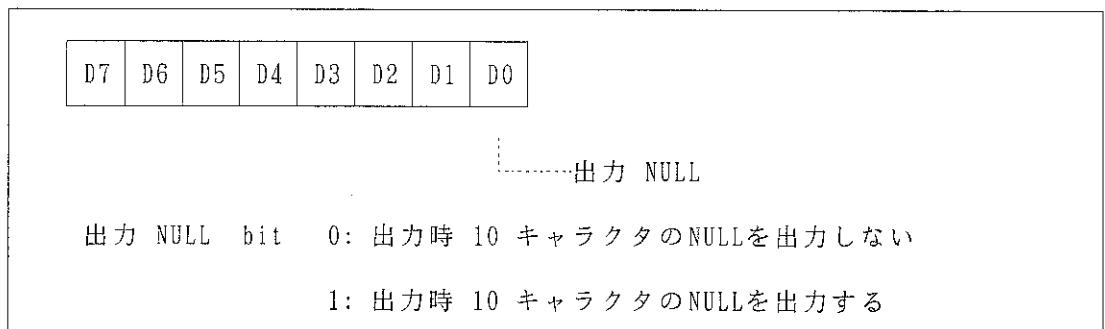 D7 D6 D5 D4 D3 D2 D1 D0
出力 NULL
出力 NULL bit 0: 出力時 10 キャラクタのNULLを出力しない
1: 出力時 10 キャラクタのNULLを出力する